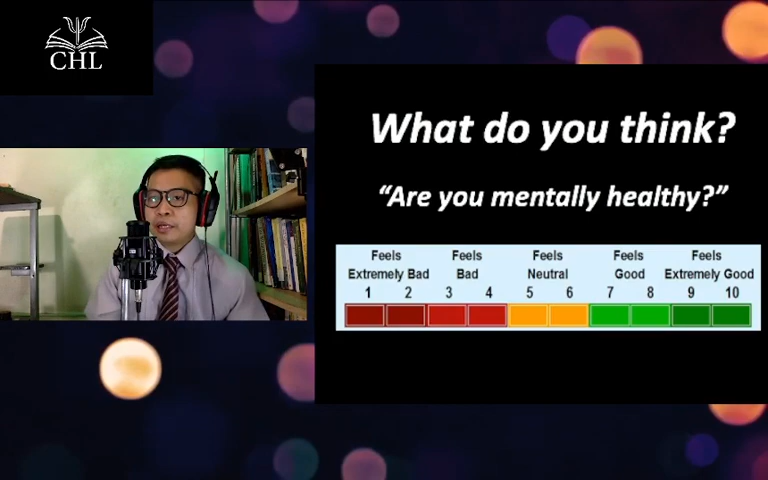 CHL
What do you think?
“Are you mentally healthy?”
Feels Feels Feels Feels Feels
Extremely Bad Bad Neutral Good Extremely Good
1 2 3 4 5 6 7 8 9 10